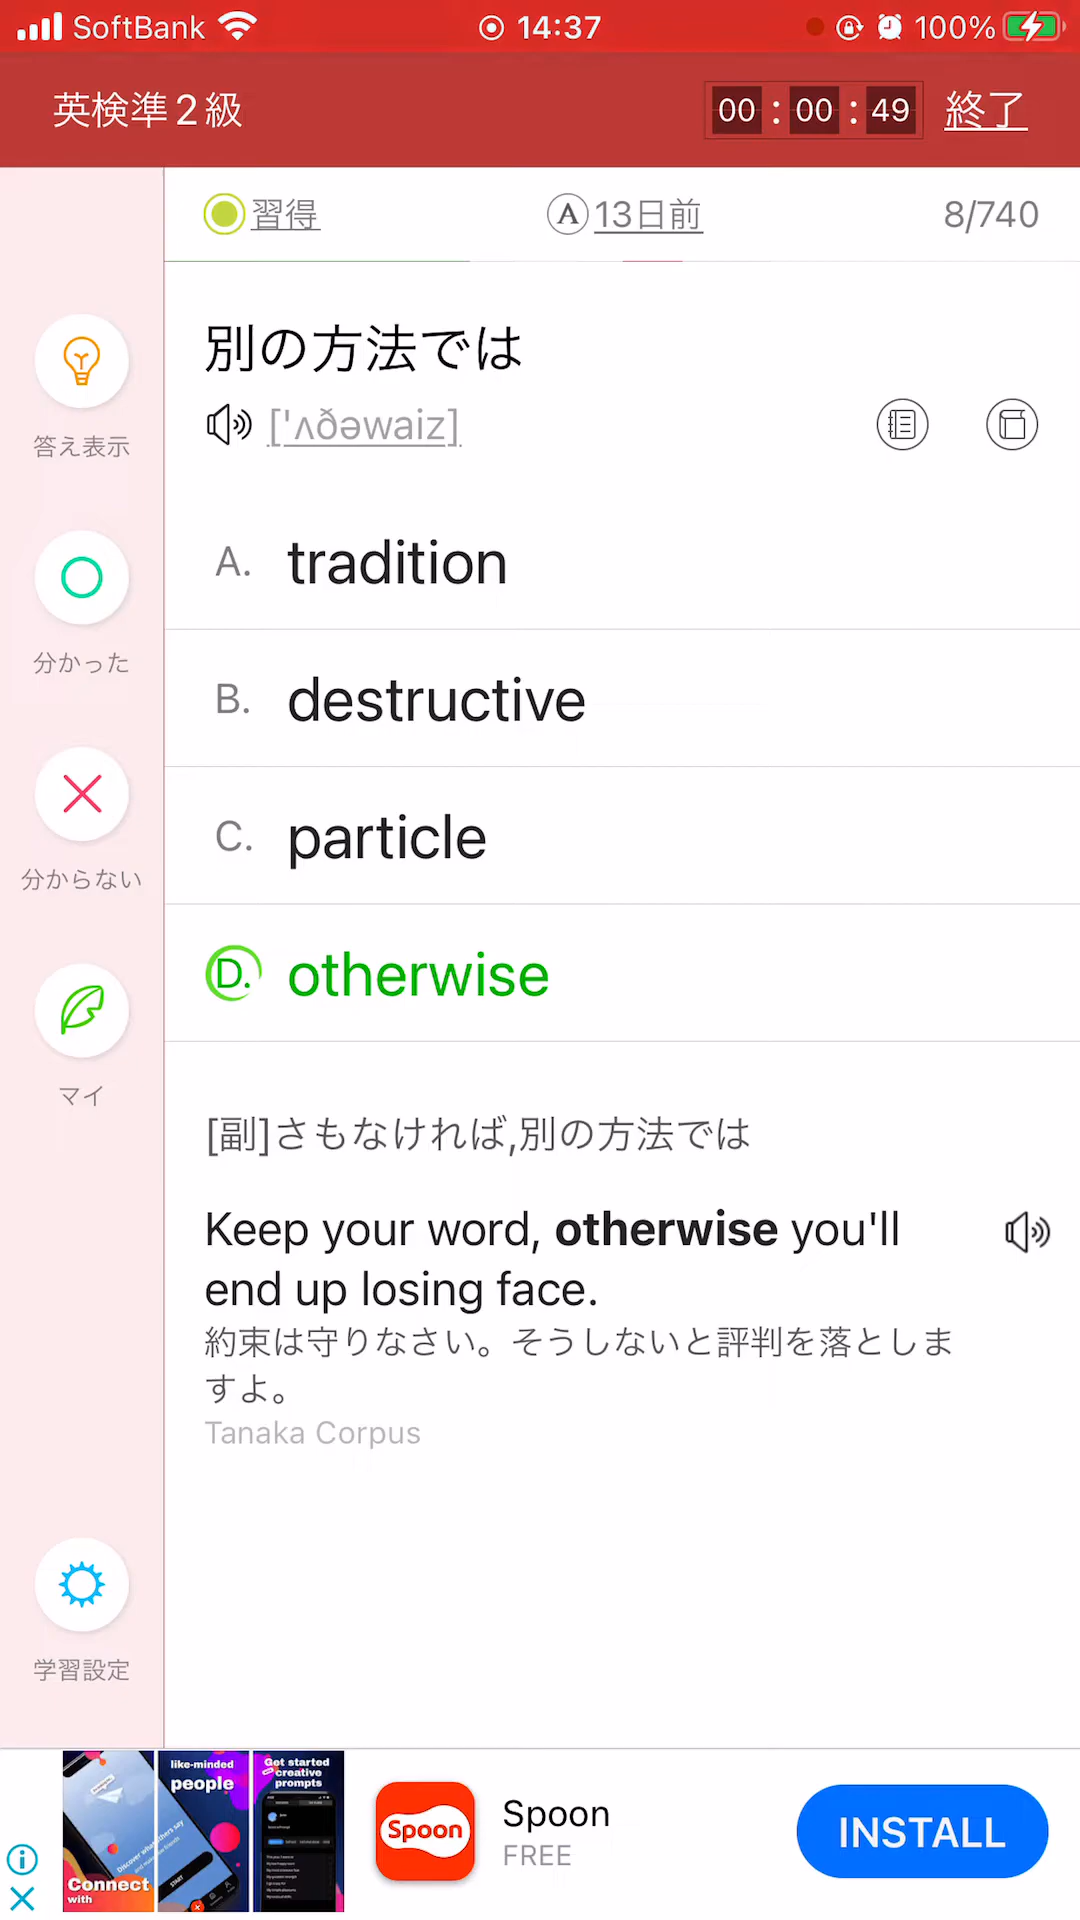 SoftBank 14:37 100%
英検準2級 00 : 00 : 49 終了
習得 A 13日前 8/740
別の方法では
['ʌðəwaiz]
答え表示
分かった
分からない
マイ
学習設定
A. tradition
B. destructive
C. particle
D. otherwise
[副]さもなければ,別の方法では
Keep your word, otherwise you'll
end up losing face.
約束は守りなさい。そうしないと評判を落としま
すよ。
Tanaka Corpus
Connect
with
like-minded
people
Discover what others say
START
Get started
creative
prompts
Spoon
Spoon
FREE
INSTALL